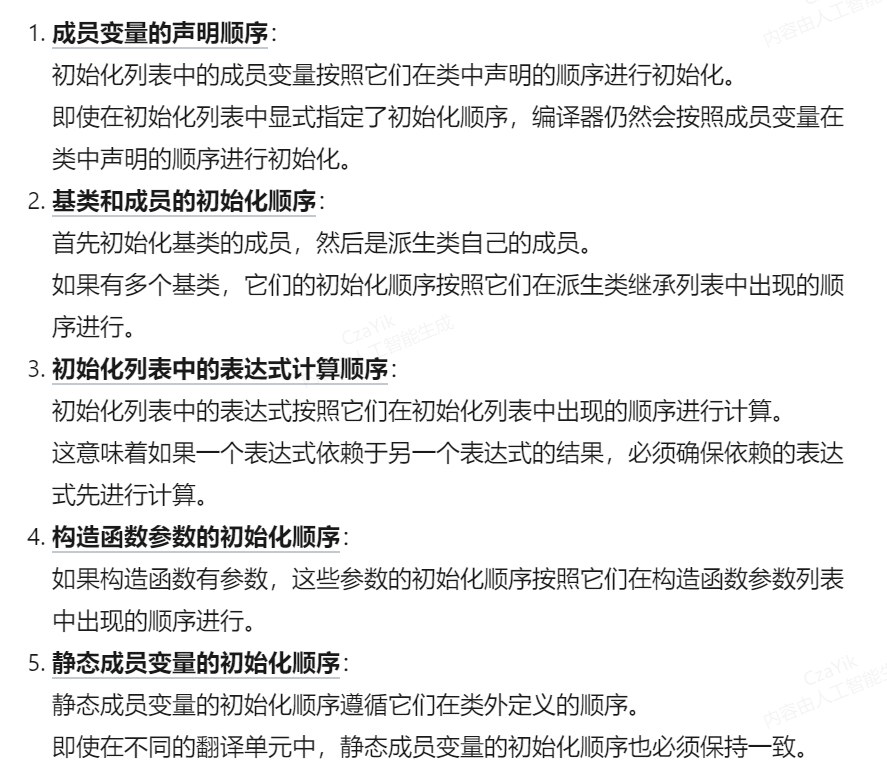 内容由人工智能
1. 成员变量的声明顺序：
初始化列表中的成员变量按照它们在类中声明的顺序进行初始化。
即使在初始化列表中显式指定了初始化顺序，编译器仍然会按照成员变量在
类中声明的顺序进行初始化。
2. 基类和成员的初始化顺序：
首先初始化基类的成员，然后是派生类自己的成员。
如果有多个基类，它们的初始化顺序按照它们在派生类继承列表中出现的顺
序进行。
CzaYik
人工智能生成
3. 初始化列表中的表达式计算顺序：
初始化列表中的表达式按照它们在初始化列表中出现的顺序进行计算。
这意味着如果一个表达式依赖于另一个表达式的结果，必须确保依赖的表达
式先进行计算。
4. 构造函数参数的初始化顺序：
如果构造函数有参数，这些参数的初始化顺序按照它们在构造函数参数列表
中出现的顺序进行。
5. 静态成员变量的初始化顺序：
CzaYik
内容由人工智能生
静态成员变量的初始化顺序遵循它们在类外定义的顺序。
即使在不同的翻译单元中，静态成员变量的初始化顺序也必须保持一致。